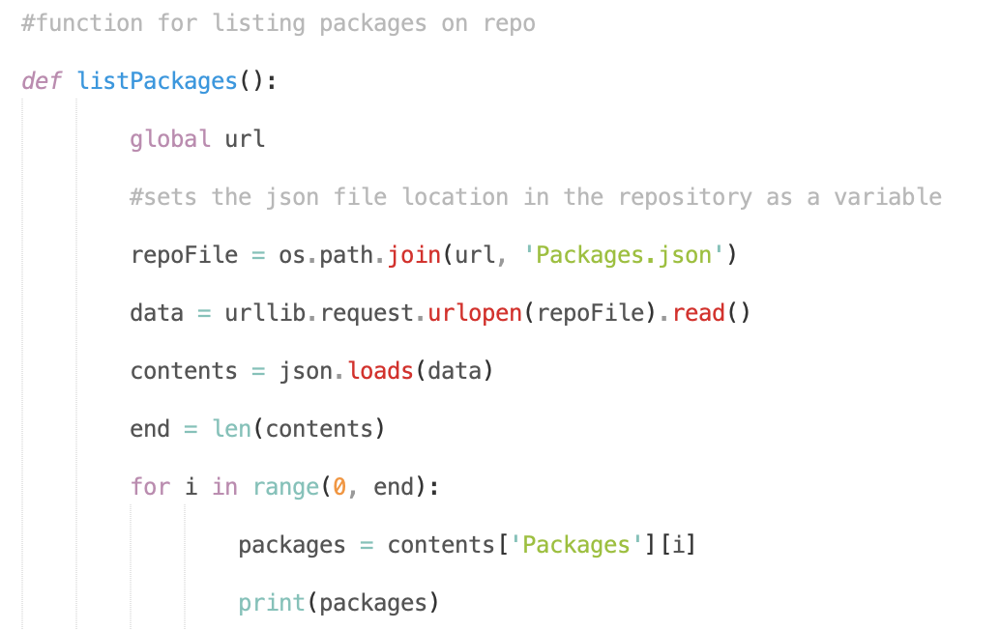 #function for listing packages on repo
def listPackages():
global url
#sets the json file location in the repository as a variable
repoFile = os.path.join(url, 'Packages.json')
data = urllib.request.urlopen(repoFile).read()
contents = json.loads(data)
end = len(contents)
for i in range(0, end):
packages = contents['Packages'][i]
print(packages)